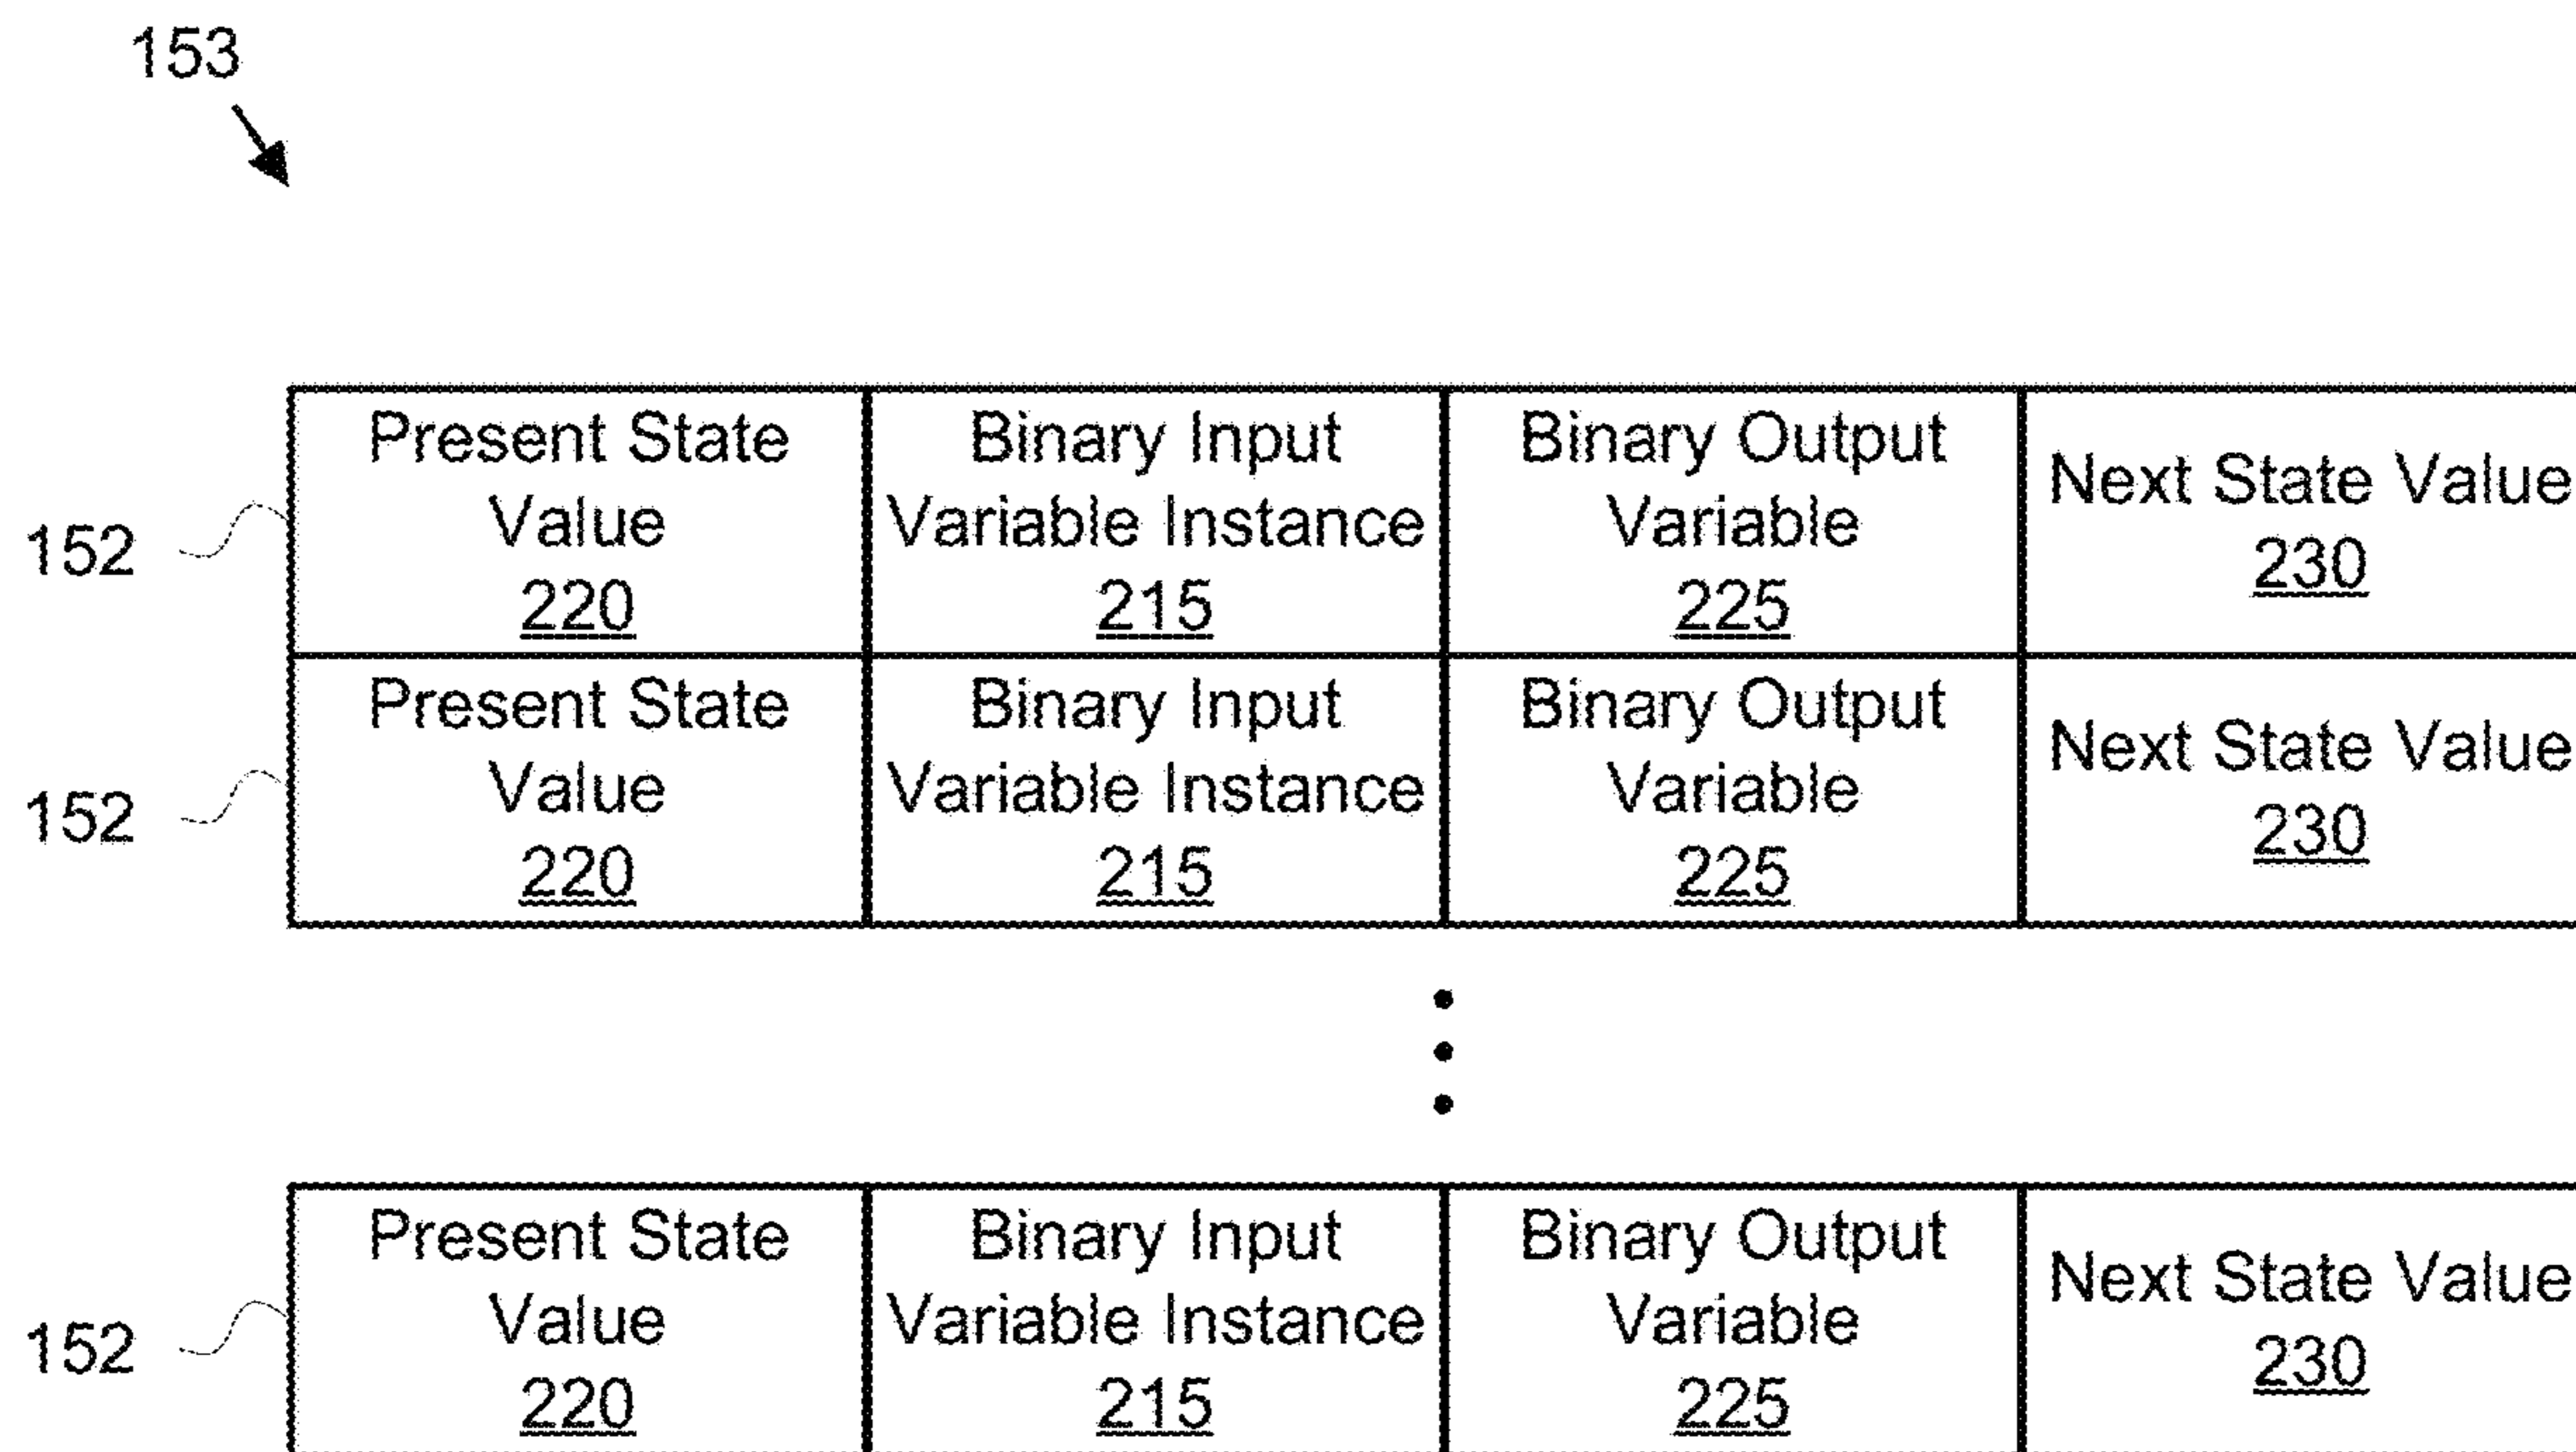 153
Present State
Value
220
Binary Input
Variable Instance
215
Binary Output
Variable
225
Next State Value
230
152
Present State
Value
220
Binary Input
Variable Instance
215
Binary Output
Variable
225
Next State Value
230
152
Present State
Value
220
Binary Input
Variable Instance
215
Binary Output
Variable
225
Next State Value
230
152